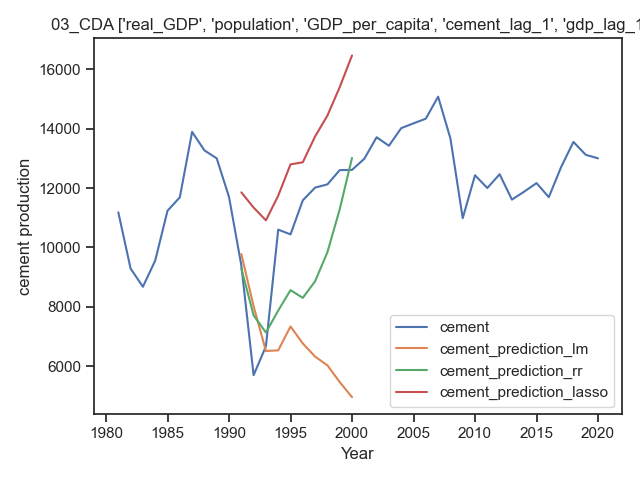 03_CDA ['real_GDP', 'population', 'GDP_per_capita', 'cement_lag_1', 'gdp_lag_1
16000
14000
12000
10000
8000
6000
cement production
cement
cement_prediction_lm
cement_prediction_rr
cement_prediction_lasso
1980 1985 1990 1995 2000 2005 2010 2015 2020
Year